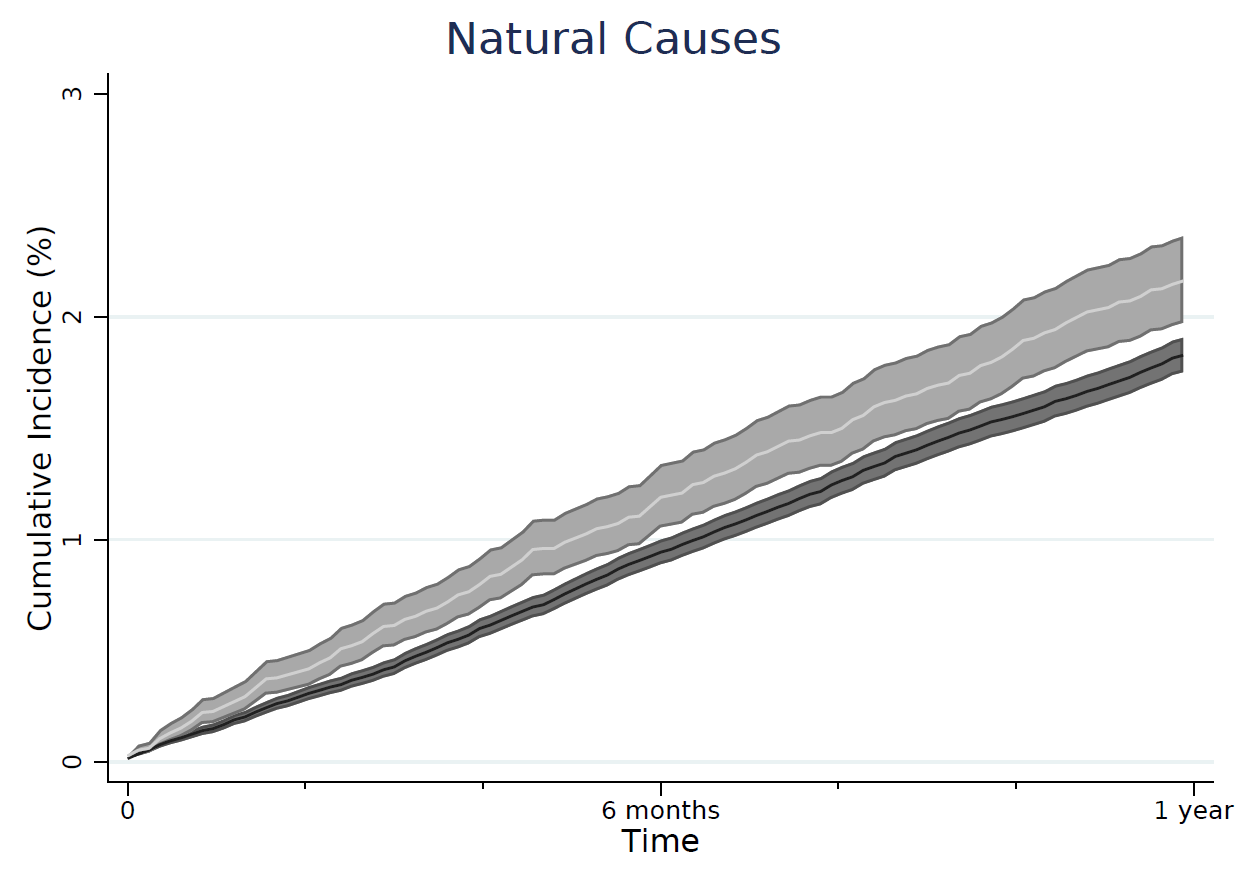 Natural Causes
Cumulative Incidence (%)
3
2
1
0
0
6 months
1 year
Time